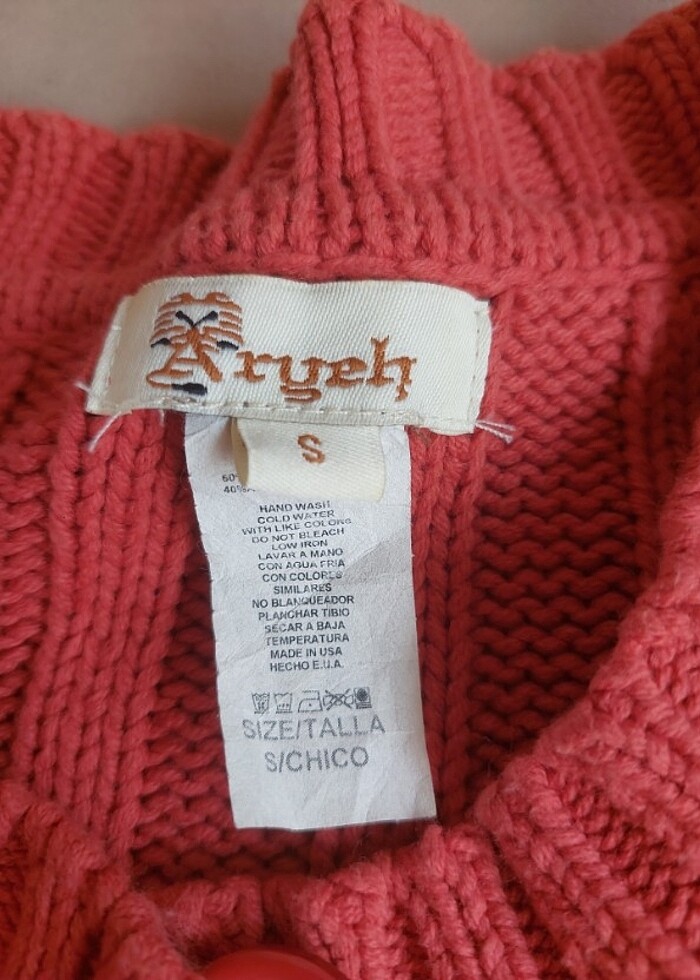 Aryeh
S
HAND WASH
COLD WATER
WITH LIKE COLORS
DO NOT BLEACH
LOW IRON
LAVAR A MANO
CON AGUA FRIA
CON COLORES
SIMILARES
NO BLANQUEADOR
PLANCHAR TIBIO
SECAR A BAJA
TEMPERATURA
MADE IN USA
HECHO E.U.A.
SIZE/TALLA
S/CHICO